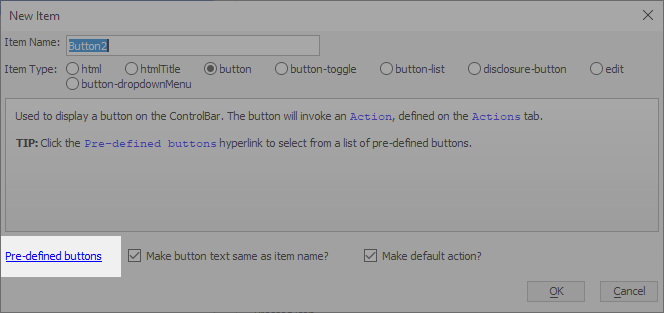 New Item
Item Name: Button2
Item Type: html htmlTitle button button-toggle button-list disclosure-button edit
button-dropdownMenu
Used to display a button on the ControlBar. The button will invoke an Action, defined on the Actions tab.
TIP: Click the Pre-defined buttons hyperlink to select from a list of pre-defined buttons.
Pre-defined buttons Make button text same as item name? Make default action?
OK Cancel